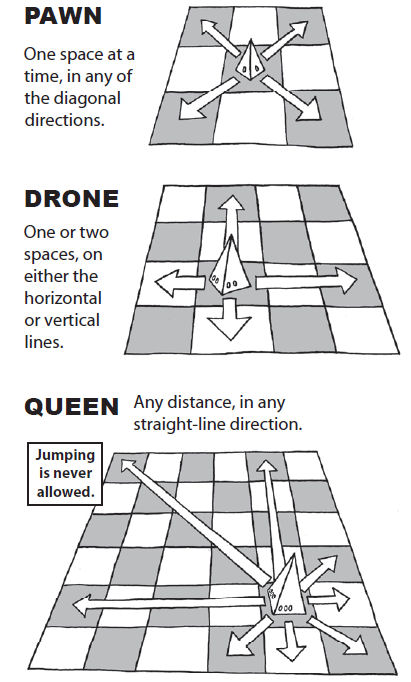 PAWN
One space at a
time, in any of
the diagonal
directions.
DRONE
One or two
spaces, on
either the
horizontal
or vertical
lines.
QUEEN
Any distance, in any
straight-line direction.
Jumping
is never
allowed.